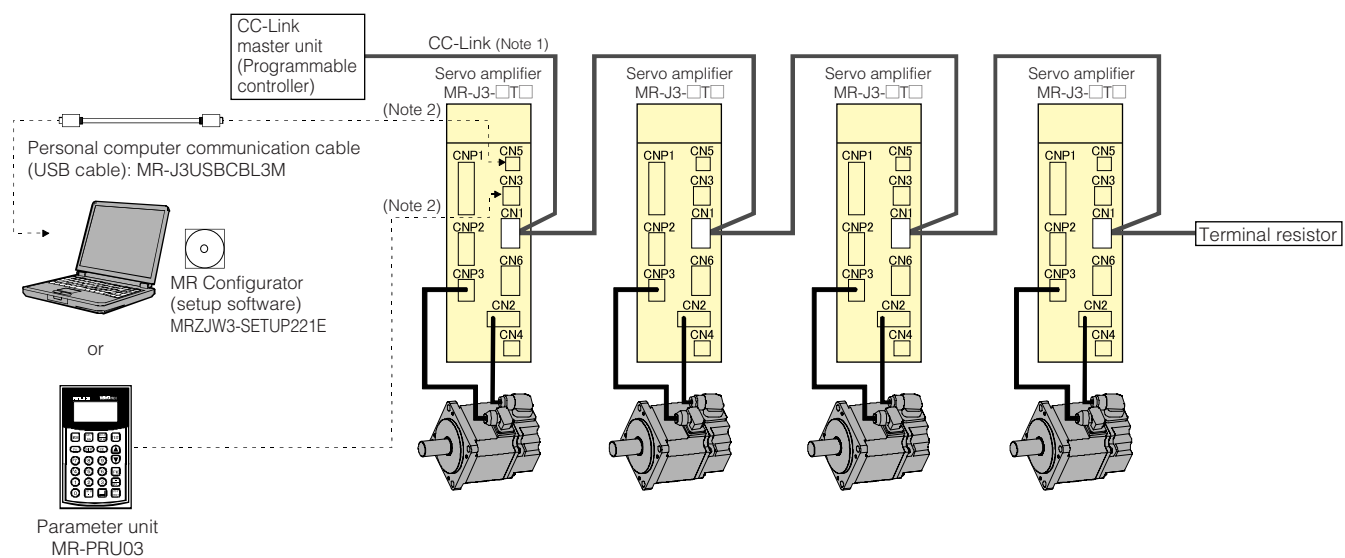 CC-Link
master unit
(Programmable
controller)
CC-Link (Note 1)
Servo amplifier
MR-J3-□T□
Servo amplifier
MR-J3-□T□
Servo amplifier
MR-J3-□T□
Servo amplifier
MR-J3-□T□
(Note 2)
Personal computer communication cable
(USB cable): MR-J3USBCBL3M
(Note 2)
MR Configurator
(setup software)
MRZJW3-SETUP221E
or
Parameter unit
MR-PRU03
CNP1
CN5
CN3
CN1
CNP2
CN6
CNP3
CN2
CN4
CNP1
CN5
CN3
CN1
CNP2
CN6
CNP3
CN2
CN4
CNP1
CN5
CN3
CN1
CNP2
CN6
CNP3
CN2
CN4
CNP1
CN5
CN3
CN1
CNP2
CN6
CNP3
CN2
CN4
Terminal resistor